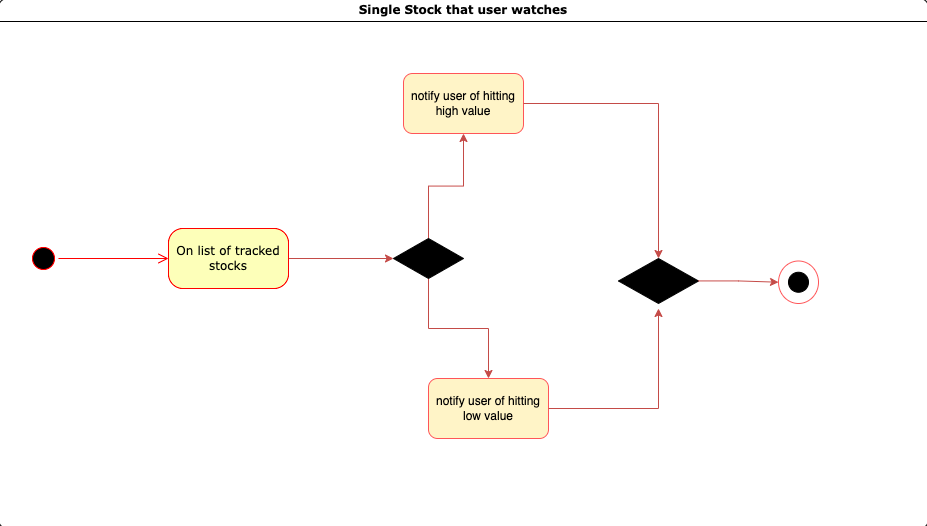 Single Stock that user watches
notify user of hitting
high value
On list of tracked
stocks
notify user of hitting
low value